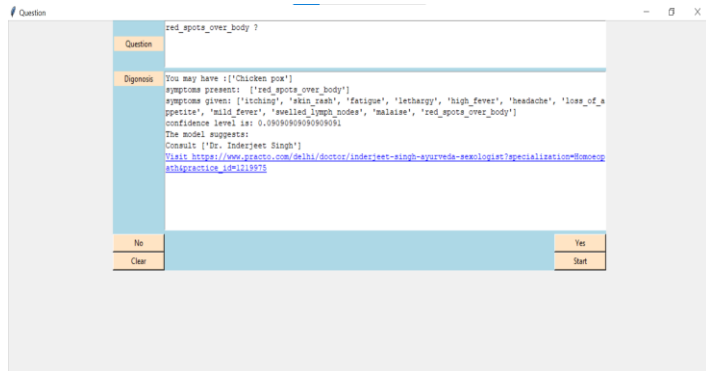 Question
red_spots_over_body ?
Question
Digonosis
You may have :['Chicken pox']
symptoms present:  ['red_spots_over_body']
symptoms given: ['itching', 'skin_rash', 'fatigue', 'lethargy', 'high_fever', 'headache', 'loss_of_a
ppetite', 'mild_fever', 'swelled_lymph_nodes', 'malaise', 'red_spots_over_body']
confidence level is: 0.09090909090909091
The model suggests:
Consult ['Dr. Inderjeet Singh']
Visit https://www.practo.com/delhi/doctor/inderjeet-singh-ayurveda-sexologist?specialization=Homoeop
ath&practice_id=1219975
No
Yes
Clear
Start